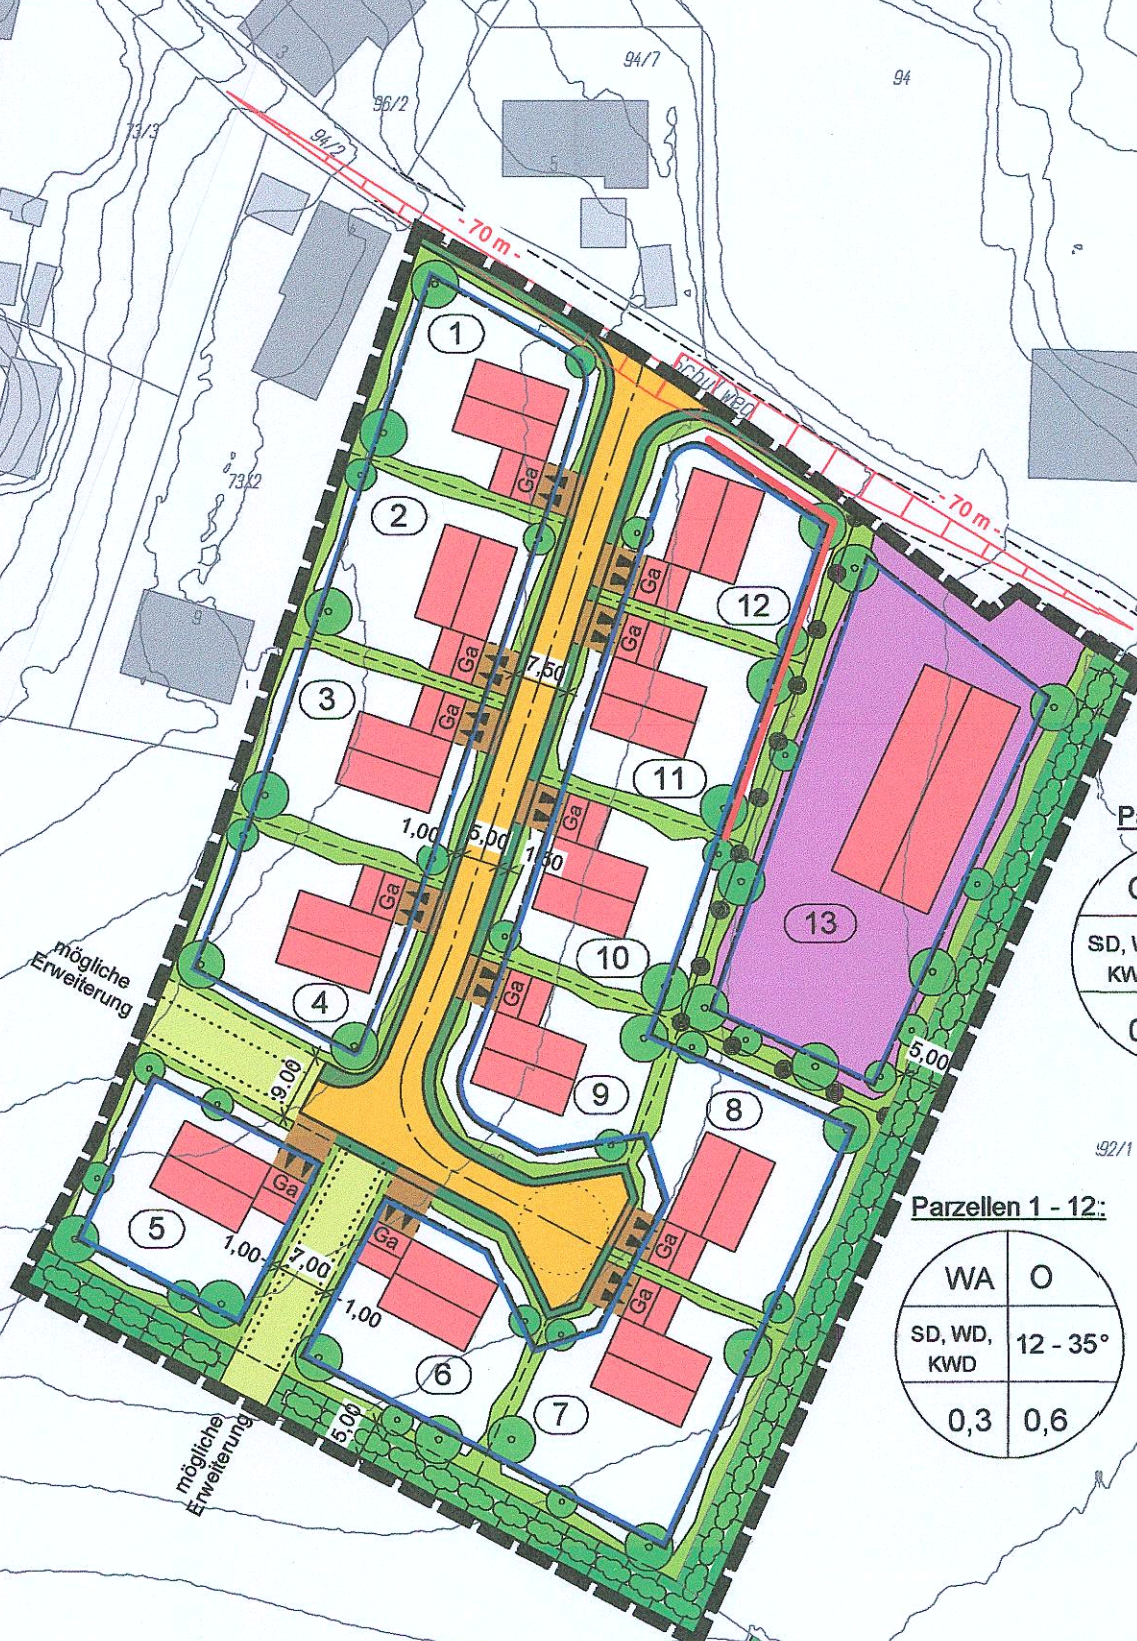 94/7
94
3
96/2
73/3
94/2
5
- 70 m -
1
Schulweg
Ga
73/2
2
- 70 m -
Ga
12
Ga
9
7,50
Ga
3
Ga
11
Ga
1,00
5,00
1,50
Ga
13
10
mögliche
Erweiterung
Ga
4
SD, W
KW
9.00
9
5,00
8
92/1
Ga
5
Parzellen 1 - 12:
1,00
7,00
Ga
Ga
WA
O
1,00
Ga
SD, WD,
KWD
12 - 35°
6
7
0,3
0,6
5,00
mögliche
Erweiterung